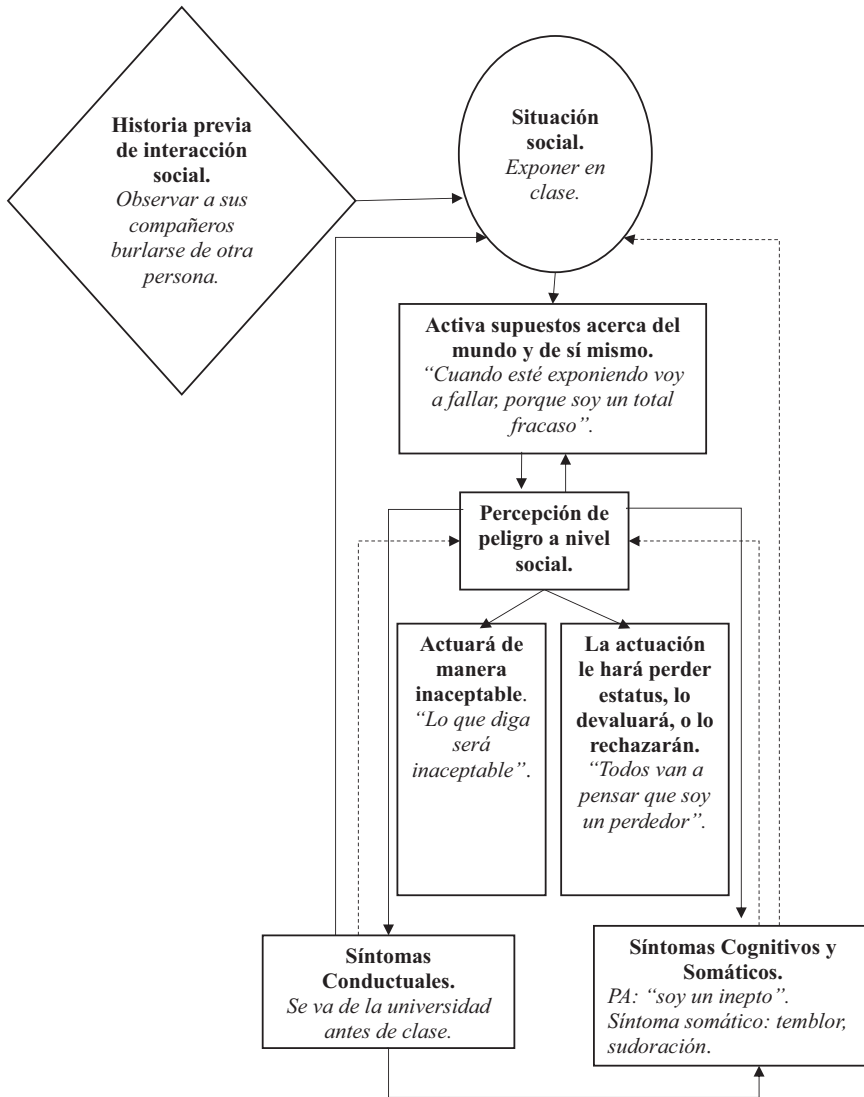 Historia previa
de interacción
social.
Observar a sus
compañeros
burlarse de otra
persona.
Situación
social.
Exponer en
clase.
Activa supuestos acerca del
mundo y de sí mismo.
“Cuando esté exponiendo voy
a fallar, porque soy un total
fracaso”.
Percepción de
peligro a nivel
social.
Actuará de
manera
inaceptable.
“Lo que diga
será
inaceptable”.
La actuación
le hará perder
estatus, lo
devaluará, o lo
rechazarán.
“Todos van a
pensar que soy
un perdedor”.
Síntomas
Conductuales.
Se va de la universidad
antes de clase.
Síntomas Cognitivos y
Somáticos.
PA: “soy un inepto”.
Síntoma somático: temblor,
sudoración.